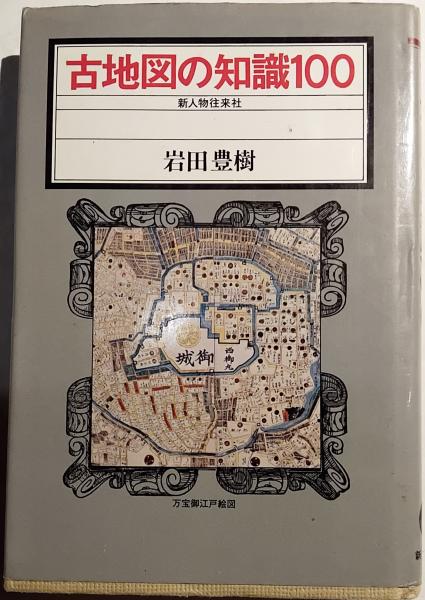 古地図の知識100
新人物往来社
岩田豊樹
御城
西御丸
万宝御江戸絵図